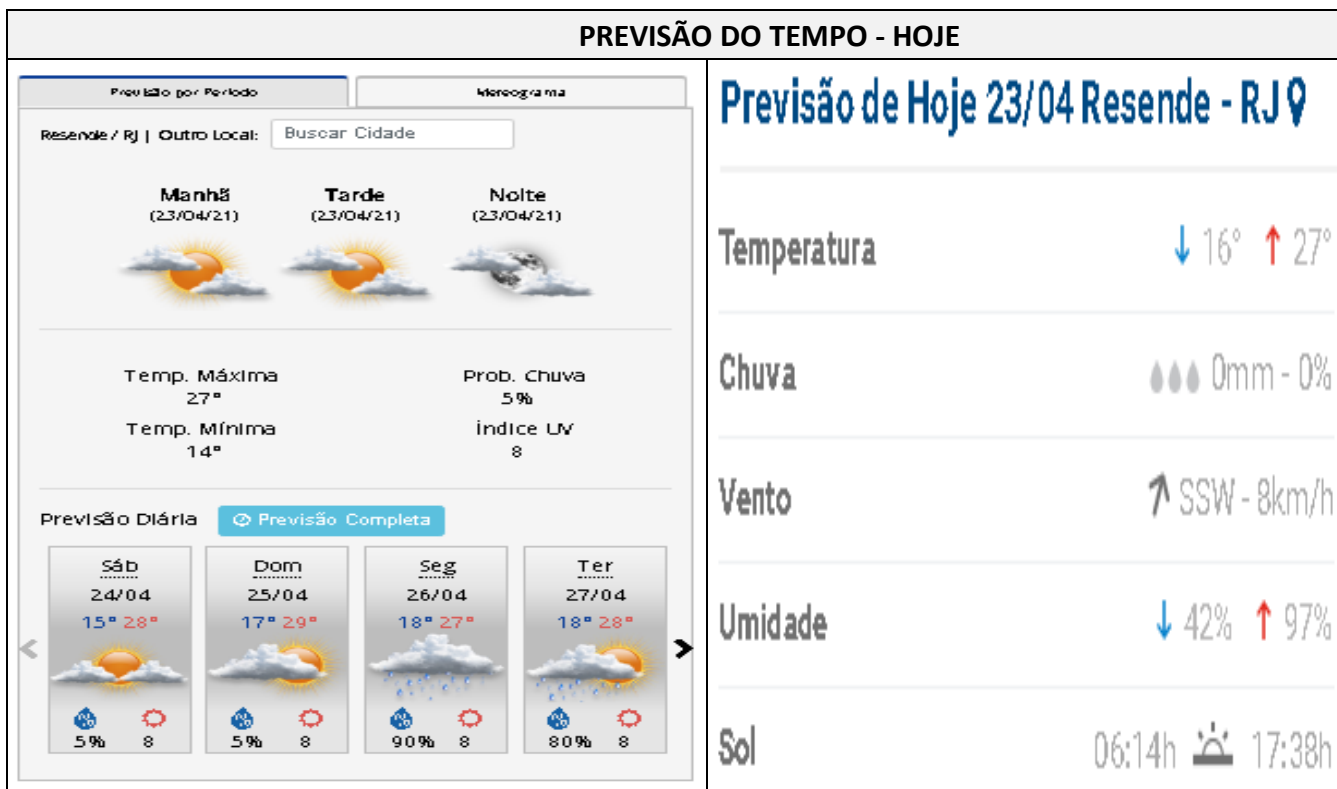 PREVISÃO DO TEMPO - HOJE
Previsão por Período
Meteograma
Resende / RJ | Outro Local: Buscar Cidade
Manhã Tarde Noite
(23/04/21) (23/04/21) (23/04/21)
Temp. Máxima Prob. Chuva
27° 5%
Temp. Mínima Índice UV
14° 8
Previsão Diária Previsão Completa
Sáb Dom Seg Ter
24/04 25/04 26/04 27/04
15° 28° 17° 29° 18° 27° 18° 28°
5% 8 5% 8 90% 8 80% 8
Previsão de Hoje 23/04 Resende - RJ
Temperatura 16° 27°
Chuva 0mm - 0%
Vento SSW - 8km/h
Umidade 42% 97%
Sol 06:14h 17:38h